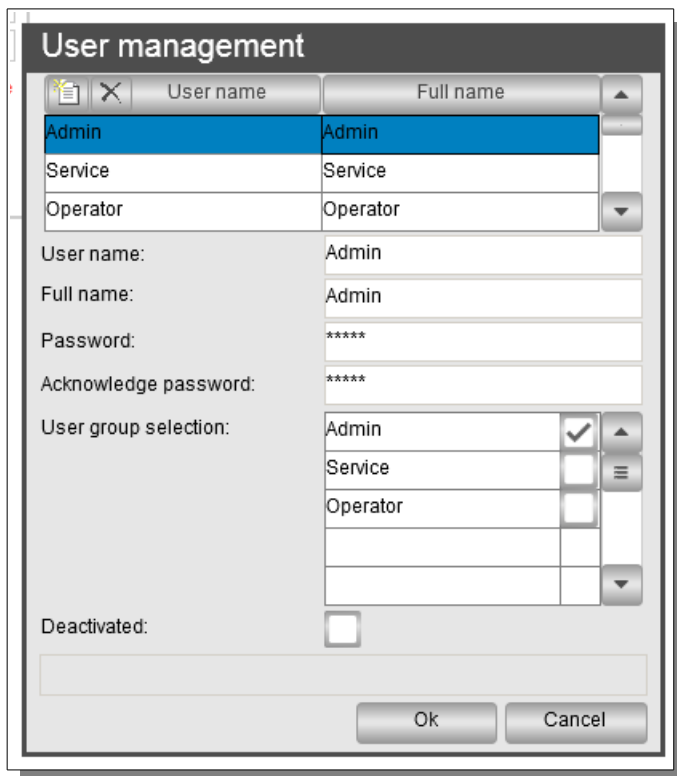 User management
User name Full name
Admin Admin
Service Service
Operator Operator
User name: Admin
Full name: Admin
Password: *****
Acknowledge password: *****
User group selection: Admin
Service
Operator
Deactivated:
Ok Cancel